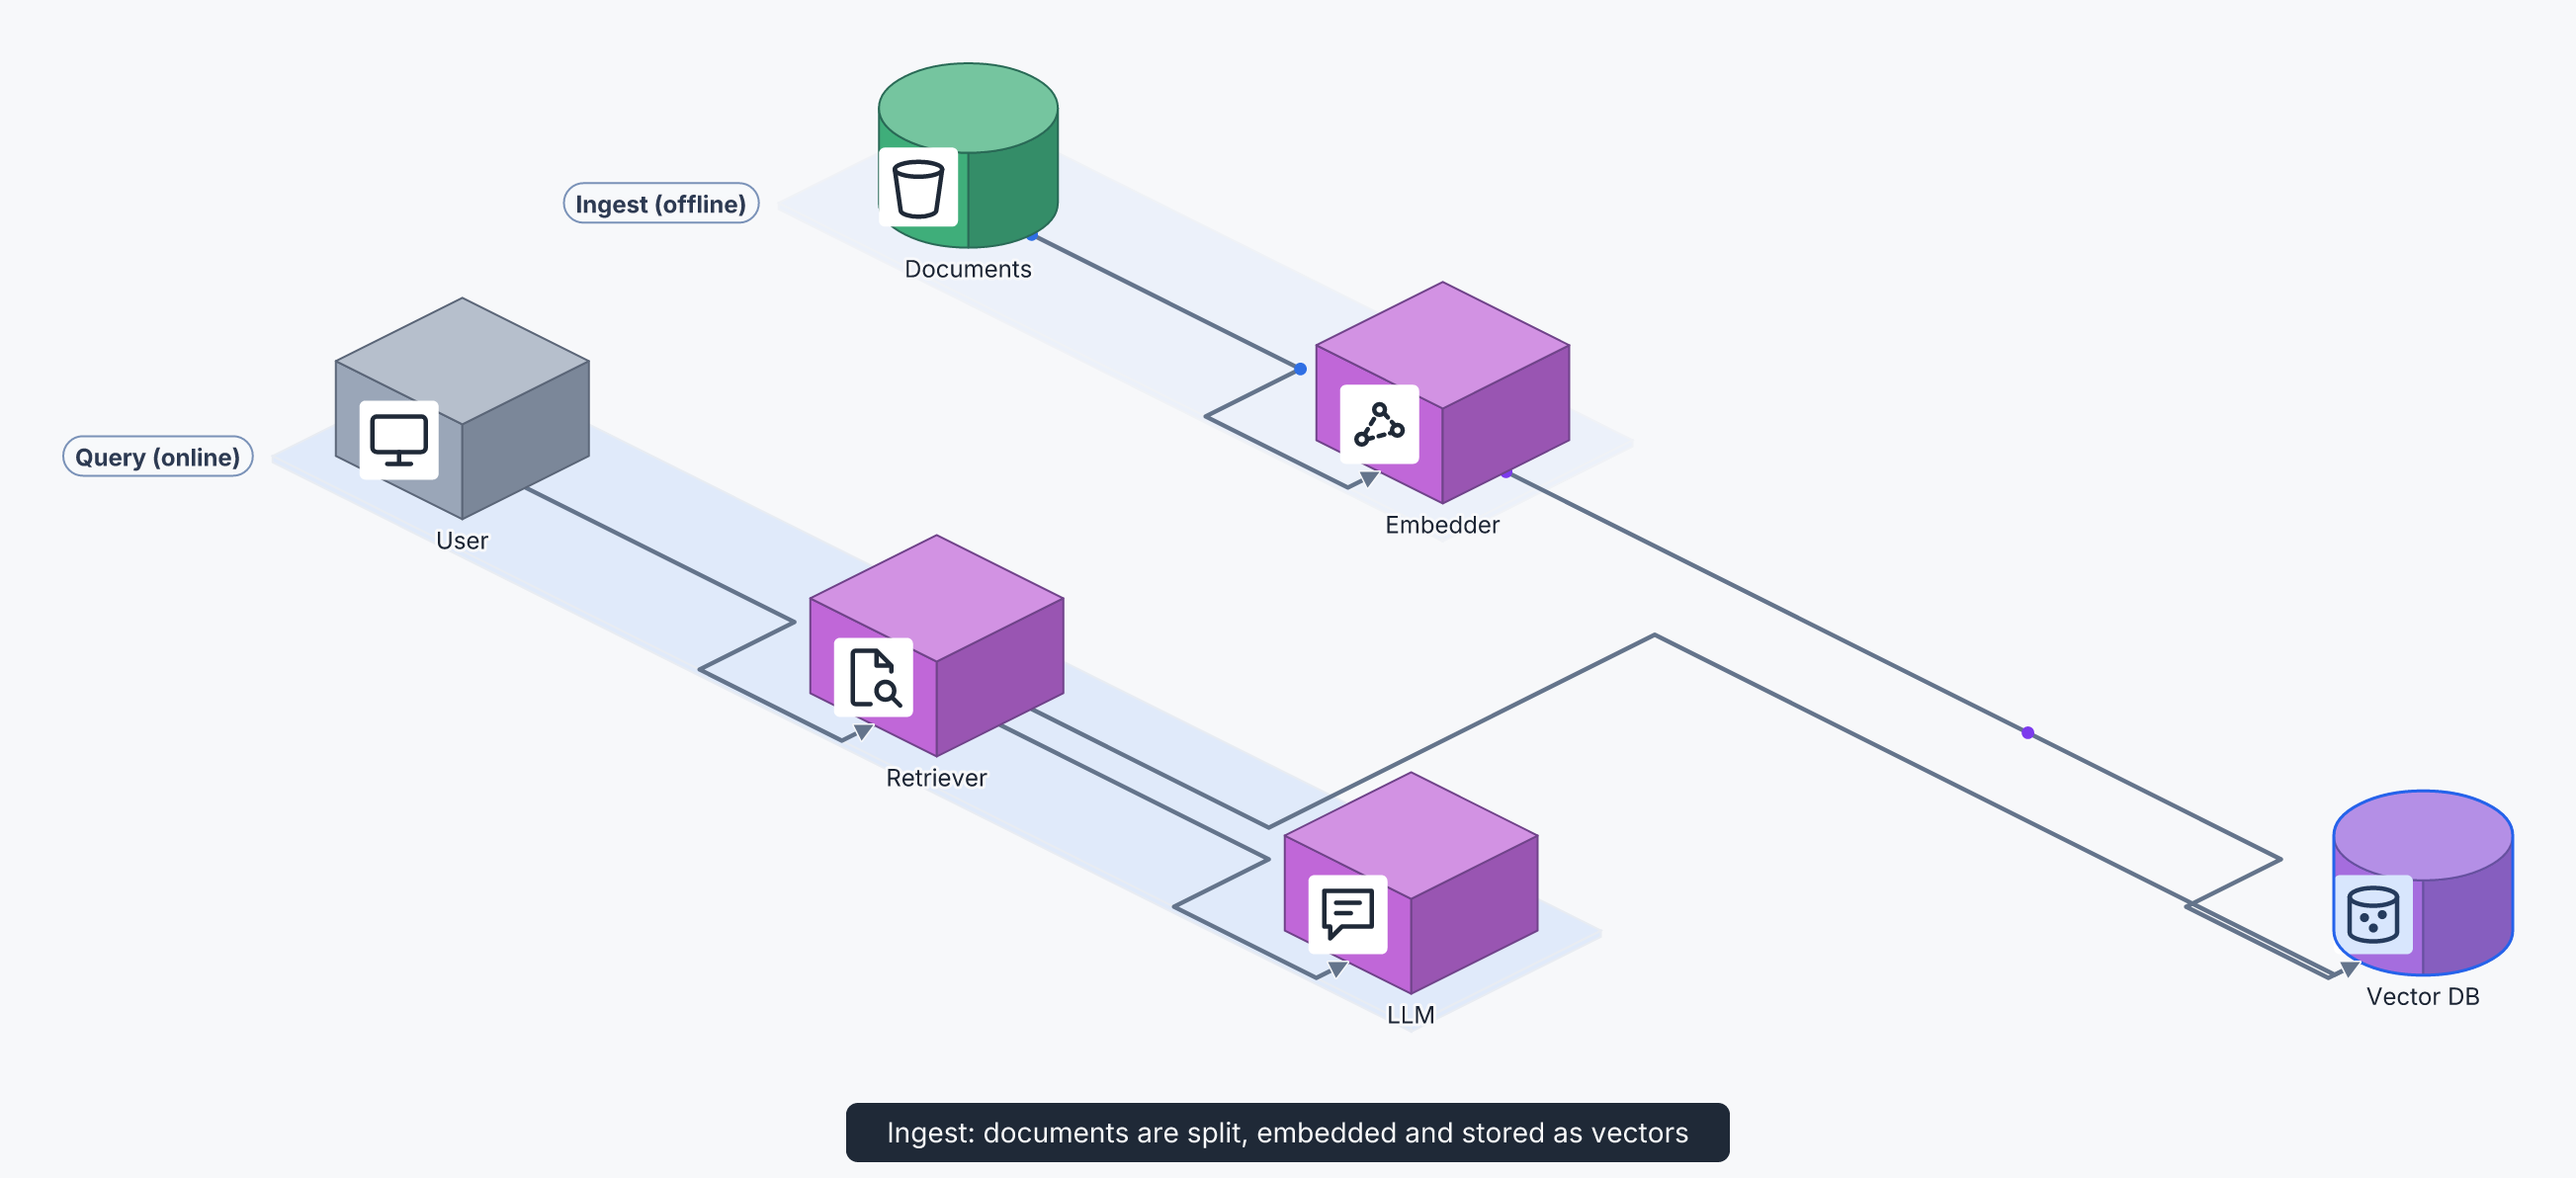 Ingest (offline)
Documents
Query (online)
User
Embedder
Retriever
LLM
Vector DB
Ingest: documents are split, embedded and stored as vectors